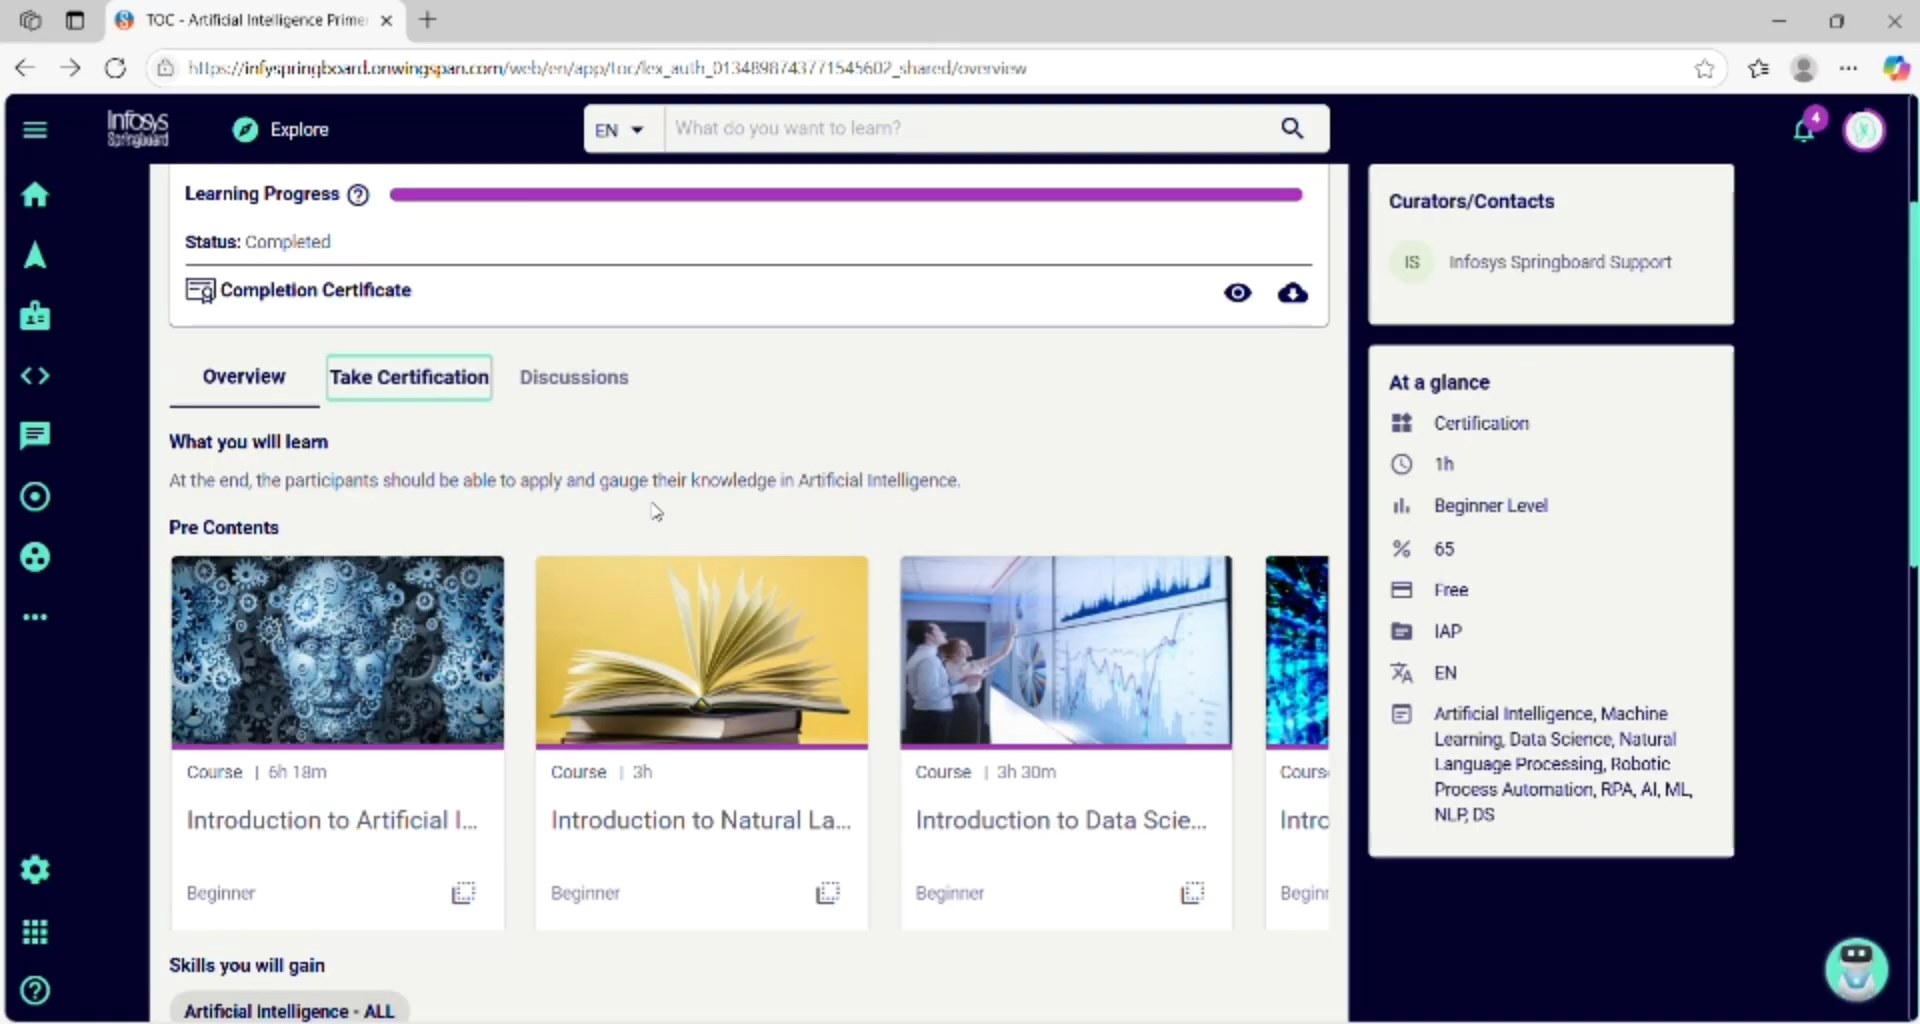 TOC - Artificial Intelligence Prime
https://infyspringboard.onwingspan.com/web/en/app/toc/lex_auth_01348987437715456​02_shared/overview
Infosys
Springboard
Explore
EN
What do you want to learn?
4
Learning Progress
Status: Completed
Completion Certificate
Overview
Take Certification
Discussions
What you will learn
At the end, the participants should be able to apply and gauge their knowledge in Artificial Intelligence.
Pre Contents
Course | 6h 18m
Introduction to Artificial I...
Beginner
Course | 3h
Introduction to Natural La...
Beginner
Course | 3h 30m
Introduction to Data Scie...
Beginner
Cours
Intro
Begin
Skills you will gain
Artificial Intelligence - ALL
Curators/Contacts
IS
Infosys Springboard Support
At a glance
Certification
1h
Beginner Level
% 65
Free
IAP
EN
Artificial Intelligence, Machine
Learning, Data Science, Natural
Language Processing, Robotic
Process Automation, RPA, AI, ML,
NLP, DS